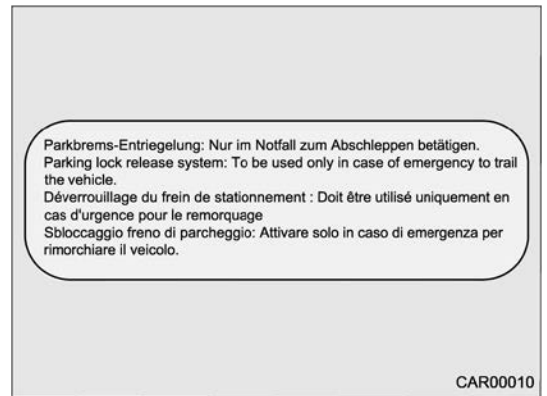 Parkbrems-Entriegelung: Nur im Notfall zum Abschleppen betätigen.
Parking lock release system: To be used only in case of emergency to trail
the vehicle.
Déverrouillage du frein de stationnement : Doit être utilisé uniquement en
cas d'urgence pour le remorquage
Sbloccaggio freno di parcheggio: Attivare solo in caso di emergenza per
rimorchiare il veicolo.
CAR00010